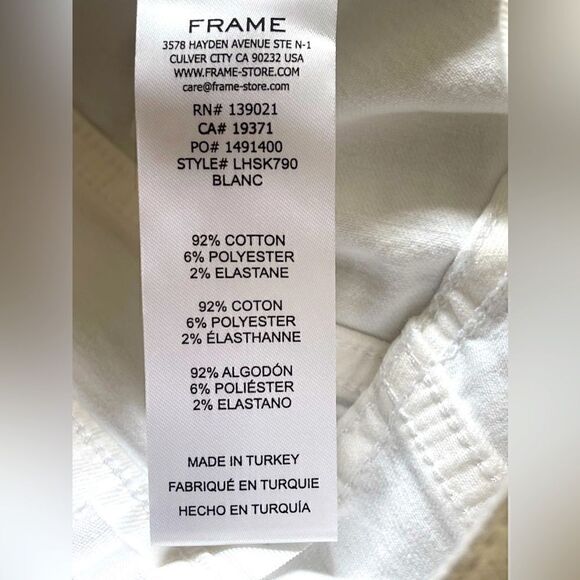 FRAME
3578 HAYDEN AVENUE STE N-1
CULVER CITY CA 90232 USA
WWW.FRAME-STORE.COM
care@frame-store.com
RN# 139021
CA# 19371
PO# 1491400
STYLE# LHSK790
BLANC
92% COTTON
6% POLYESTER
2% ELASTANE
92% COTON
6% POLYESTER
2% ÉLASTHANNE
92% ALGODÓN
6% POLIÉSTER
2% ELASTANO
MADE IN TURKEY
FABRIQUÉ EN TURQUIE
HECHO EN TURQUÍA